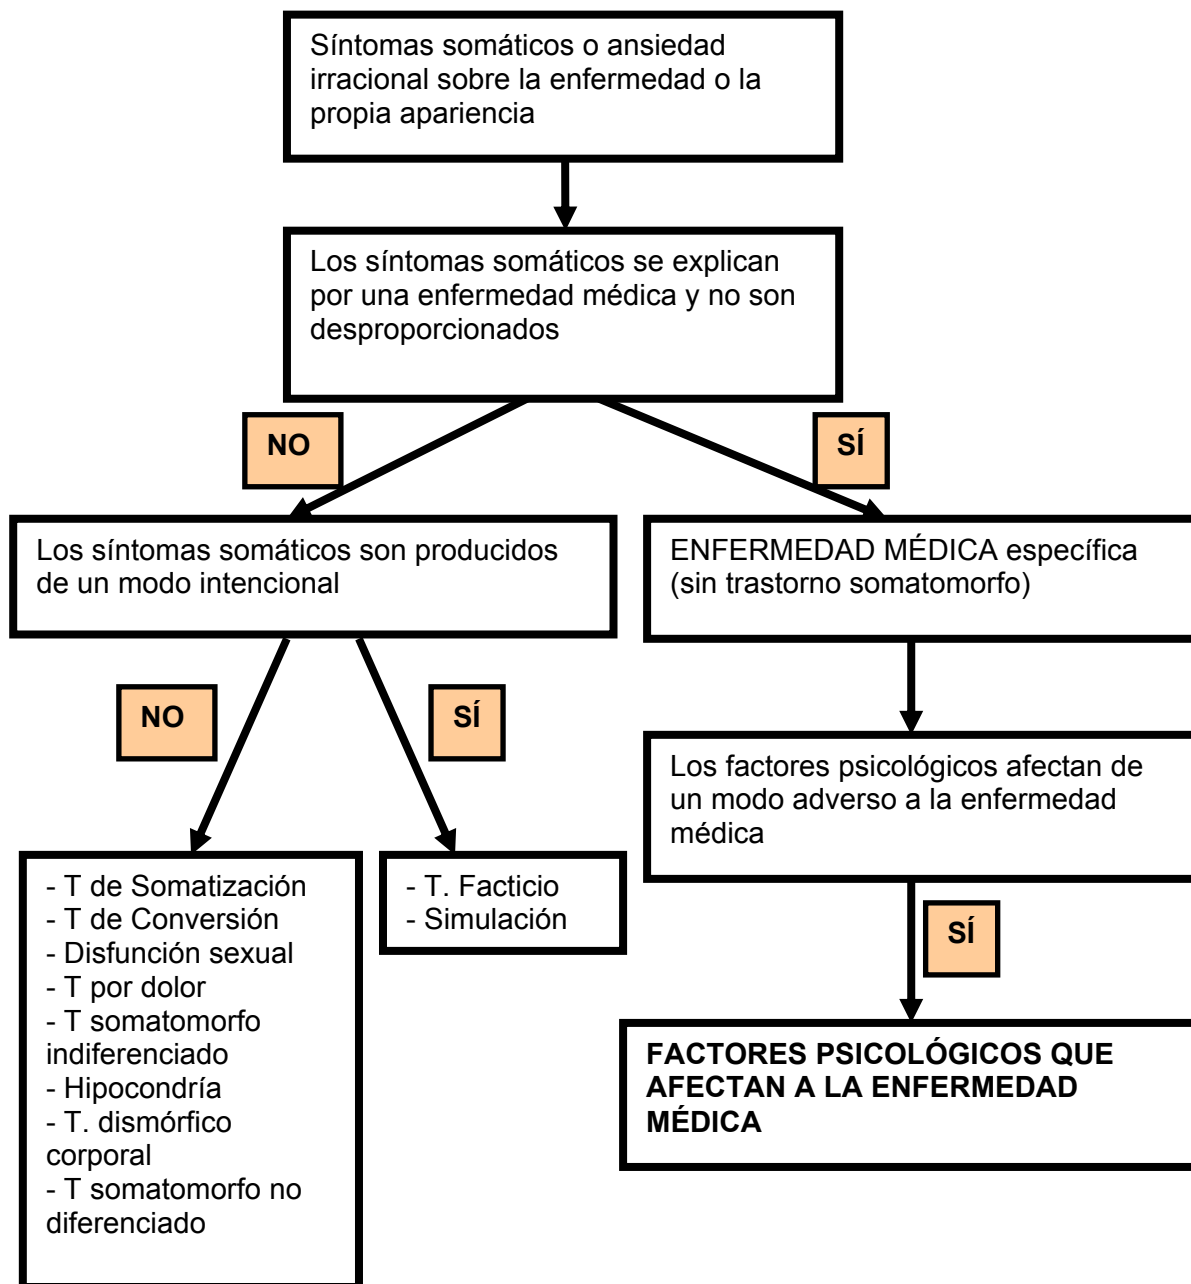 Síntomas somáticos o ansiedad
irracional sobre la enfermedad o la
propia apariencia
Los síntomas somáticos se explican
por una enfermedad médica y no son
desproporcionados
NO
SÍ
Los síntomas somáticos son producidos
de un modo intencional
ENFERMEDAD MÉDICA específica
(sin trastorno somatomorfo)
NO
SÍ
Los factores psicológicos afectan de
un modo adverso a la enfermedad
médica
- T de Somatización
- T de Conversión
- Disfunción sexual
- T por dolor
- T somatomorfo
indiferenciado
- Hipocondría
- T. dismórfico
corporal
- T somatomorfo no
diferenciado
- T. Facticio
- Simulación
SÍ
FACTORES PSICOLÓGICOS QUE
AFECTAN A LA ENFERMEDAD
MÉDICA